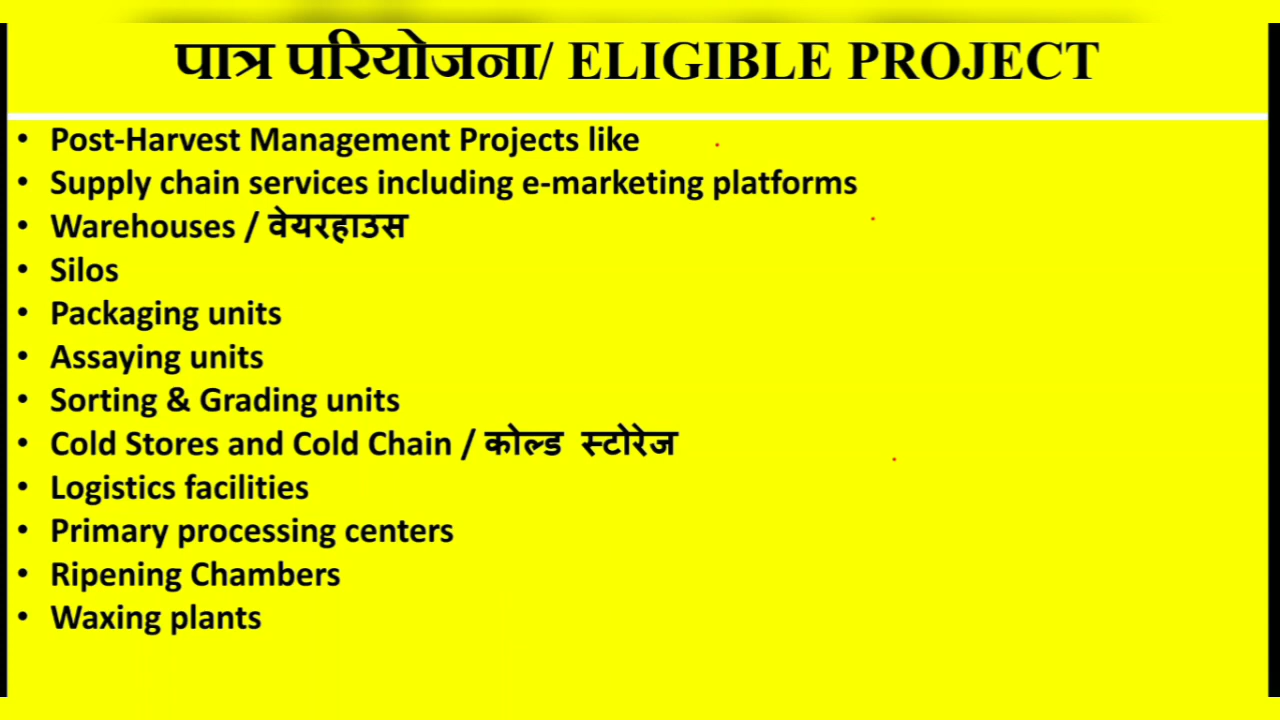 पात्र परियोजना/ ELIGIBLE PROJECT
• Post-Harvest Management Projects like
• Supply chain services including e-marketing platforms
• Warehouses / वेयरहाउस
• Silos
• Packaging units
• Assaying units
• Sorting & Grading units
• Cold Stores and Cold Chain / कोल्ड स्टोरेज
• Logistics facilities
• Primary processing centers
• Ripening Chambers
• Waxing plants